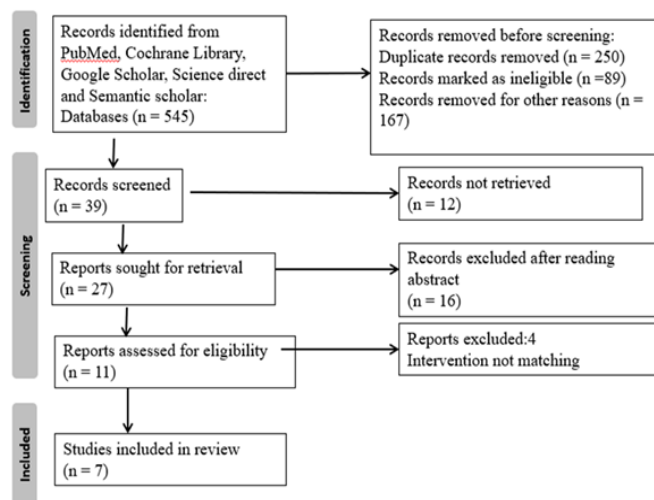 Identification
Records identified from
PubMed, Cochrane Library,
Google Scholar, Science direct
and Semantic scholar:
Databases (n = 545)
Records removed before screening:
Duplicate records removed (n = 250)
Records marked as ineligible (n =89)
Records removed for other reasons (n =
167)
Screening
Records screened
(n = 39)
Records not retrieved
(n = 12)
Reports sought for retrieval
(n = 27)
Records excluded after reading
abstract
(n = 16)
Reports assessed for eligibility
(n = 11)
Reports excluded:4
Intervention not matching
Included
Studies included in review
(n = 7)